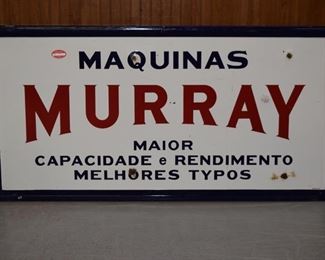 MAQUINAS
MURRAY
MAIOR
CAPACIDADE e RENDIMENTO
MELHORES TYPOS